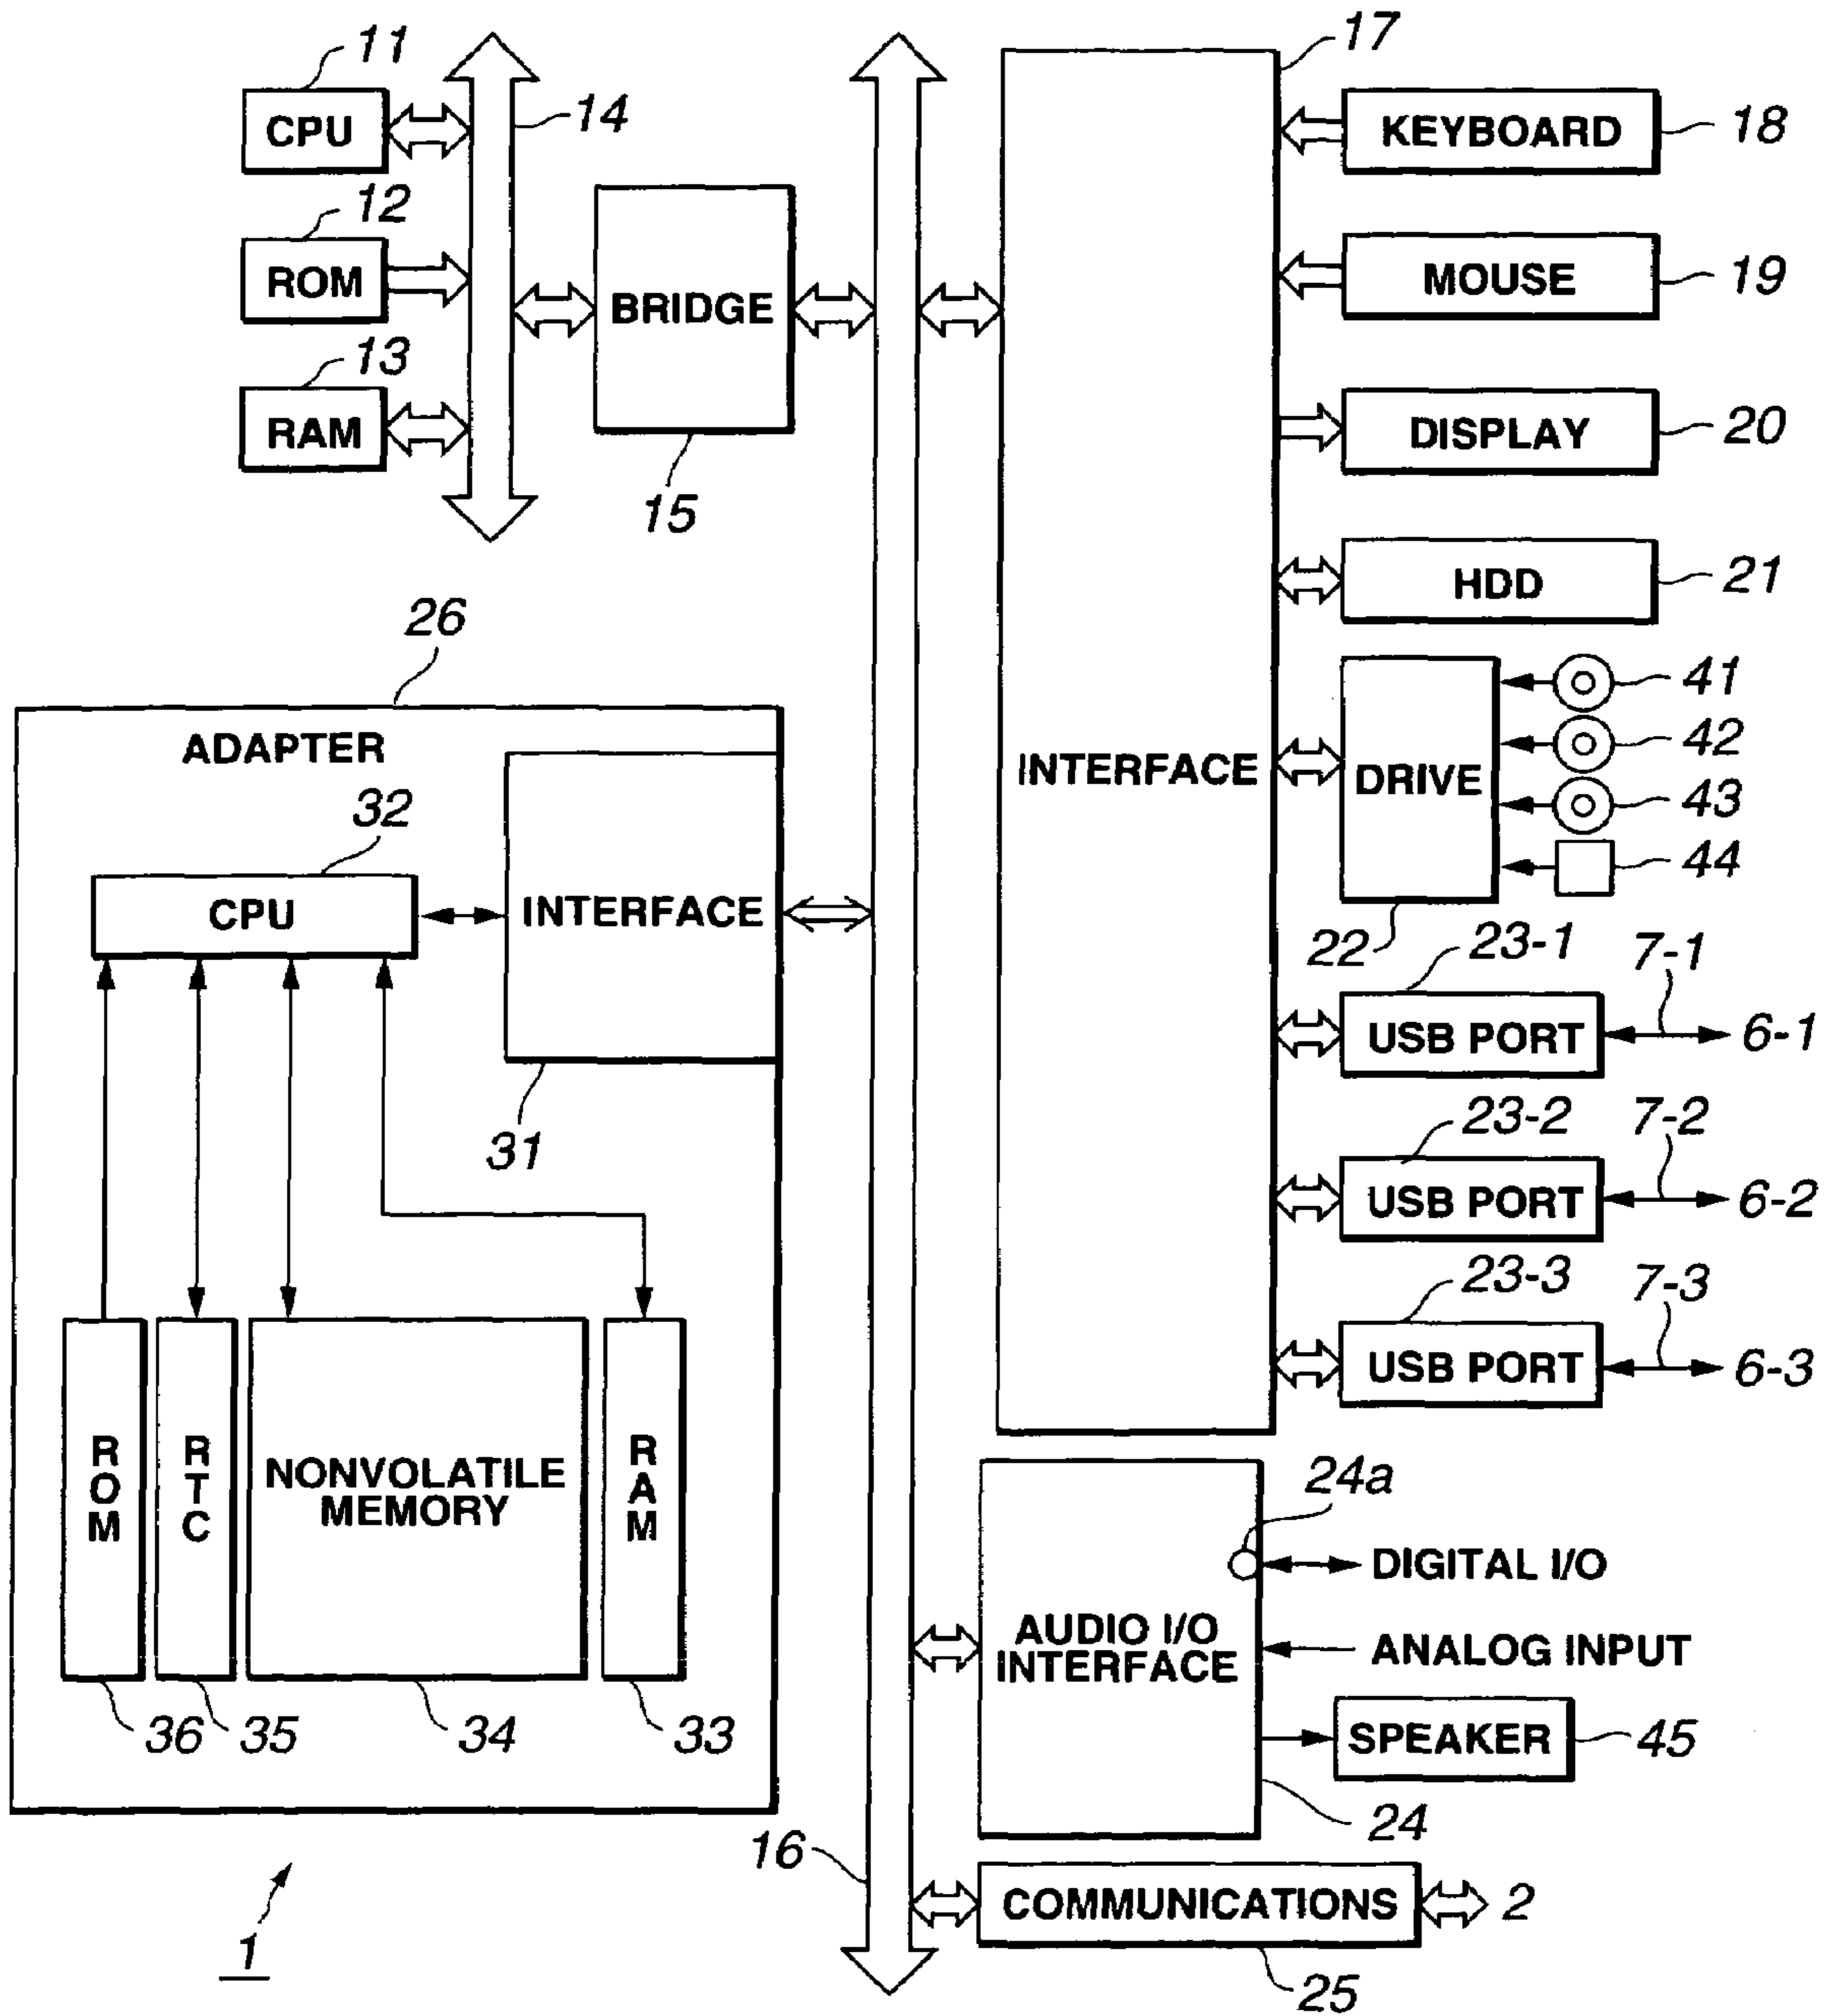 11
CPU
12
ROM
13
RAM
14
BRIDGE
15
17
INTERFACE
KEYBOARD
18
MOUSE
19
DISPLAY
20
HDD
21
DRIVE
41
42
43
44
22
23-1
7-1
USB PORT
6-1
23-2
7-2
USB PORT
6-2
23-3
7-3
USB PORT
6-3
26
ADAPTER
32
CPU
INTERFACE
31
ROM
RTC
NONVOLATILE
MEMORY
RAM
36
35
34
33
24a
DIGITAL I/O
AUDIO I/O
INTERFACE
ANALOG INPUT
SPEAKER
45
24
16
COMMUNICATIONS
2
25
1